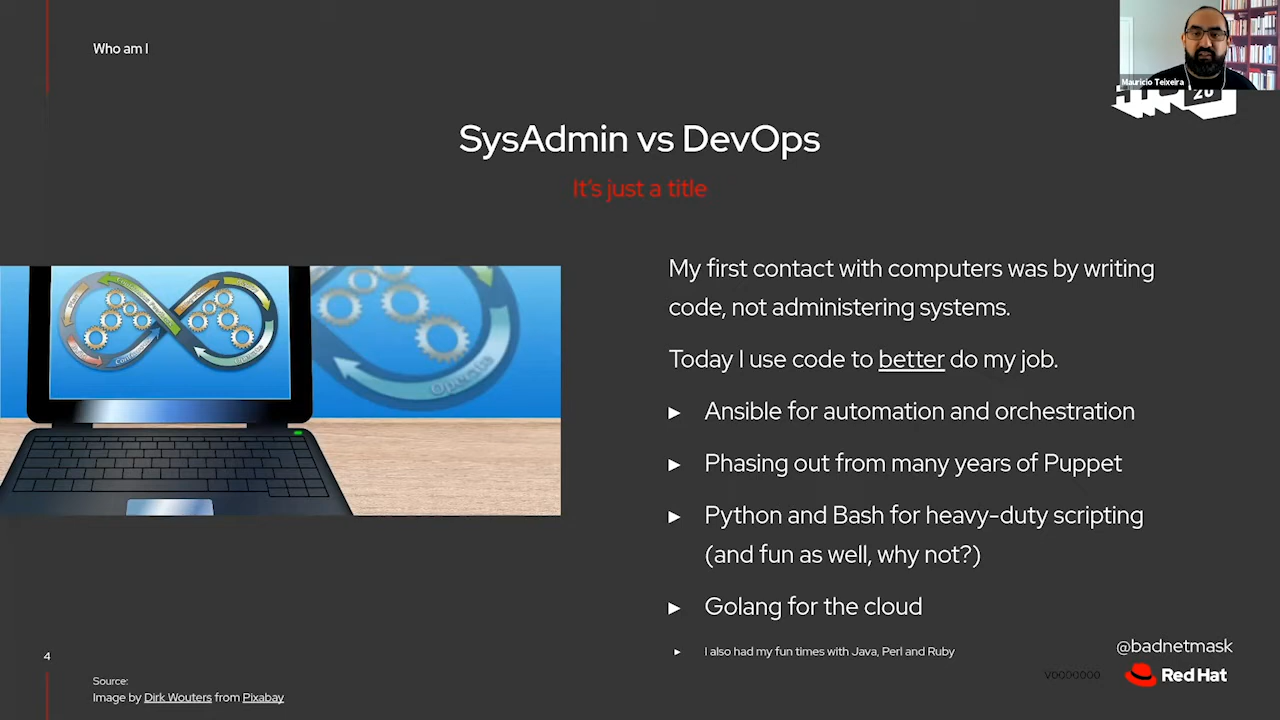 Who am I
Mauricio Teixeira
20
SysAdmin vs DevOps
It's just a title
My first contact with computers was by writing
code, not administering systems.
Today I use code to better do my job.
► Ansible for automation and orchestration
► Phasing out from many years of Puppet
► Python and Bash for heavy-duty scripting
(and fun as well, why not?)
► Golang for the cloud
► I also had my fun times with Java, Perl and Ruby
Operate
@badnetmask
V0000000
Red Hat
4
Source:
Image by Dirk Wouters from Pixabay